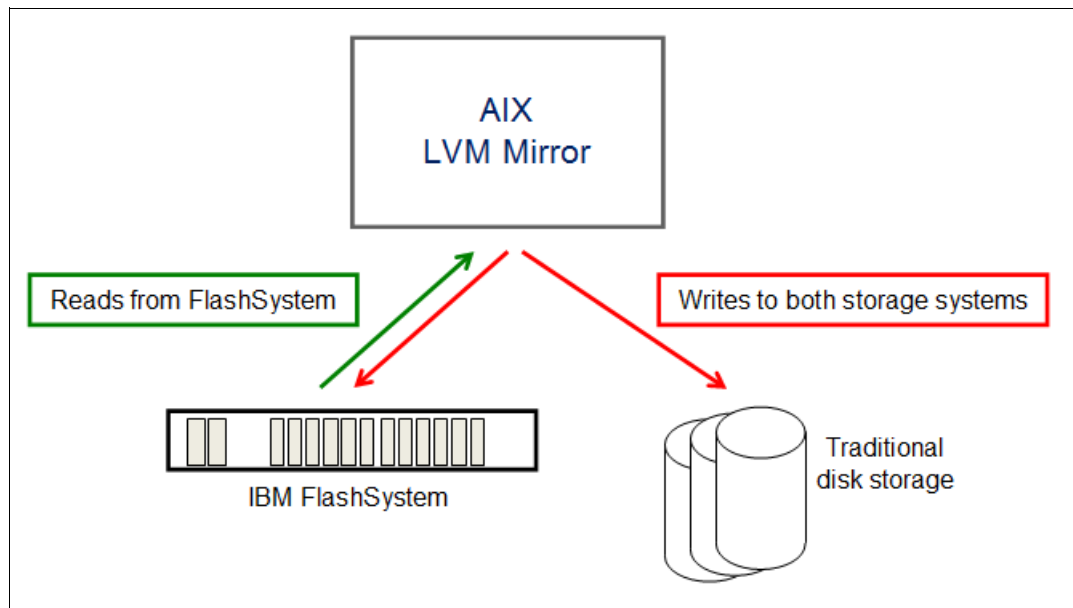 AIX
LVM Mirror
Reads from FlashSystem
Writes to both storage systems
IBM FlashSystem
Traditional
disk storage